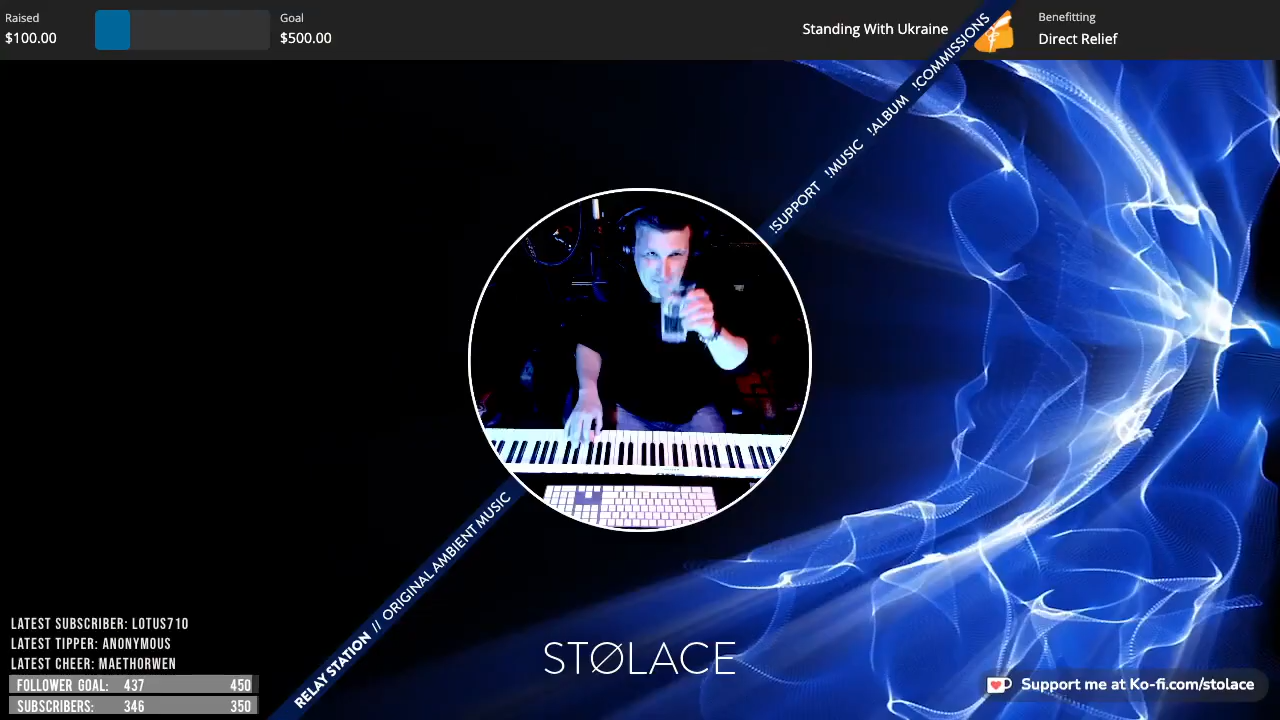 Raised
$100.00
Goal
$500.00
Standing With Ukraine
Benefitting
Direct Relief
!SUPPORT !MUSIC !ALBUM !COMMISSIONS
RELAY STATION // ORIGINAL AMBIENT MUSIC
LATEST SUBSCRIBER: LOTUS710
LATEST TIPPER: ANONYMOUS
LATEST CHEER: MAETHORWEN
FOLLOWER GOAL: 437 450
SUBSCRIBERS: 346 350
STØLACE
Support me at Ko-fi.com/stolace